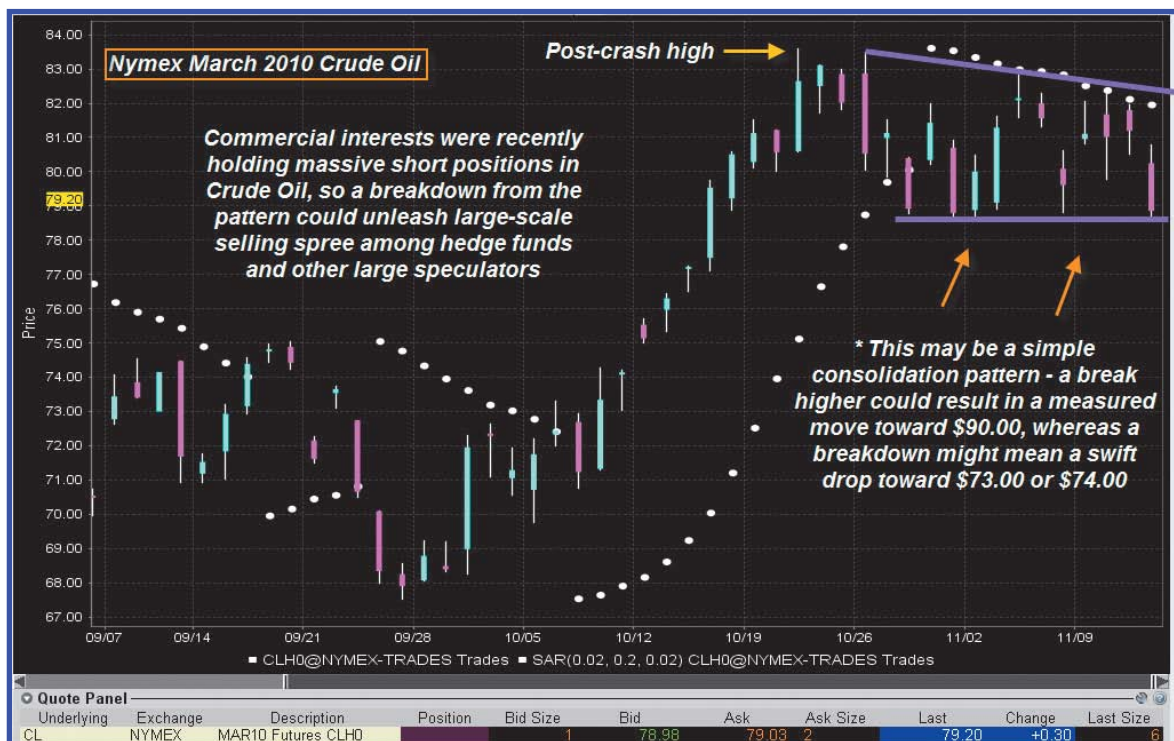 84.00
83.00
82.00
81.00
80.00
79.20
79.00
78.00
77.00
76.00
75.00
74.00
73.00
72.00
71.00
70.00
69.00
68.00
67.00
Price
Nymex March 2010 Crude Oil
Post-crash high
Commercial interests were recently
holding massive short positions in
Crude Oil, so a breakdown from the
pattern could unleash large-scale
selling spree among hedge funds
and other large speculators
* This may be a simple
consolidation pattern - a break
higher could result in a measured
move toward $90.00, whereas a
breakdown might mean a swift
drop toward $73.00 or $74.00
09/07 09/14 09/21 09/28 10/05 10/12 10/19 10/26 11/02 11/09
CLH0@NYMEX-TRADES Trades SAR(0.02, 0.2, 0.02) CLH0@NYMEX-TRADES Trades
Quote Panel
Underlying Exchange Description Position Bid Size Bid Ask Ask Size Last Change Last Size
CL NYMEX MAR10 Futures CLH0 1 78.98 79.03 2 79.20 +0.30 6